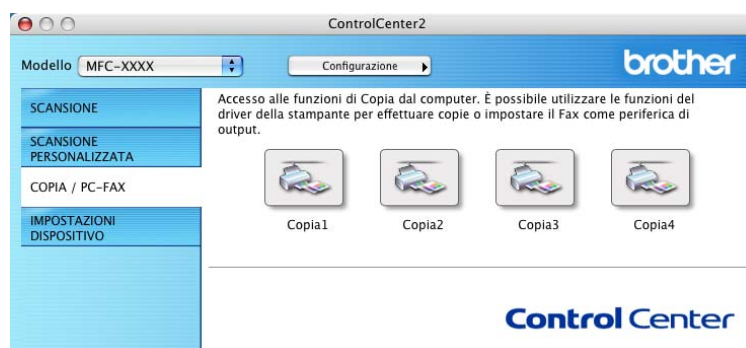 ControlCenter2
Modello MFC-XXXX
Configurazione
brother
SCANSIONE
SCANSIONE
PERSONALIZZATA
COPIA / PC-FAX
IMPOSTAZIONI
DISPOSITIVO
Accesso alle funzioni di Copia dal computer. È possibile utilizzare le funzioni del
driver della stampante per effettuare copie o impostare il Fax come periferica di
output.
Copia1
Copia2
Copia3
Copia4
Control Center